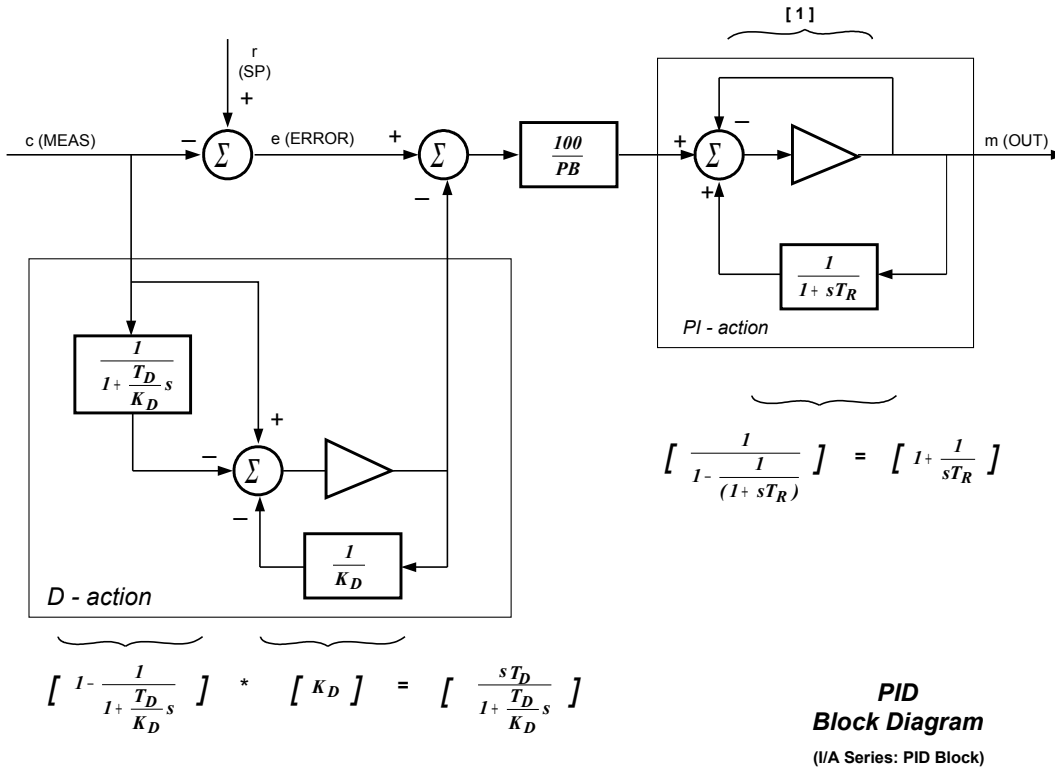 [ 1 ]
r
(SP)
+
c (MEAS)
−
Σ
e (ERROR)
+
Σ
−
100
PB
+
−
Σ
+
m (OUT)
1
1 + sT_R
PI - action
1
1 + T_D/K_D s
+
−
Σ
−
1
K_D
D - action
[ 1 / (1 - 1/(1 + sT_R)) ] = [ 1 + 1/sT_R ]
[ 1 - 1/(1 + T_D/K_D s) ] * [ K_D ] = [ sT_D/(1 + T_D/K_D s) ]
PID
Block Diagram
(I/A Series: PID Block)